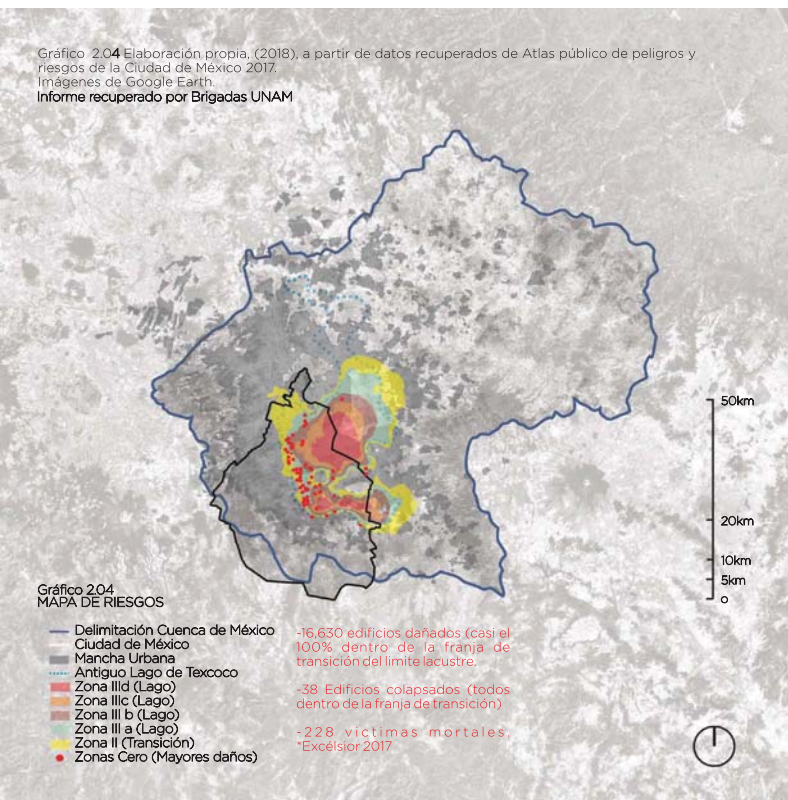 Gráfico 2.04 Elaboración propia, (2018), a partir de datos recuperados de Atlas público de peligros y
riesgos de la Ciudad de México 2017.
Imágenes de Google Earth.
Informe recuperado por Brigadas UNAM
50km
20km
10km
5km
0
Gráfico 2.04
MAPA DE RIESGOS
Delimitación Cuenca de México
Ciudad de México
Mancha Urbana
Antiguo Lago de Texcoco
Zona IIId (Lago)
Zona IIIc (Lago)
Zona III b (Lago)
Zona III a (Lago)
Zona II (Transición)
Zonas Cero (Mayores daños)
-16,630 edificios dañados (casi el
100% dentro de la franja de
transición del limite lacustre.
-38 Edificios colapsados (todos
dentro de la franja de transición)
-228 victimas mortales.
*Excélsior 2017